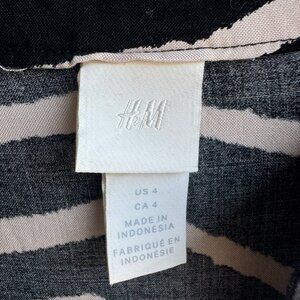 H&M
US 4
CA 4
MADE IN
INDONESIA
FABRIQUÉ EN
INDONÉSIE